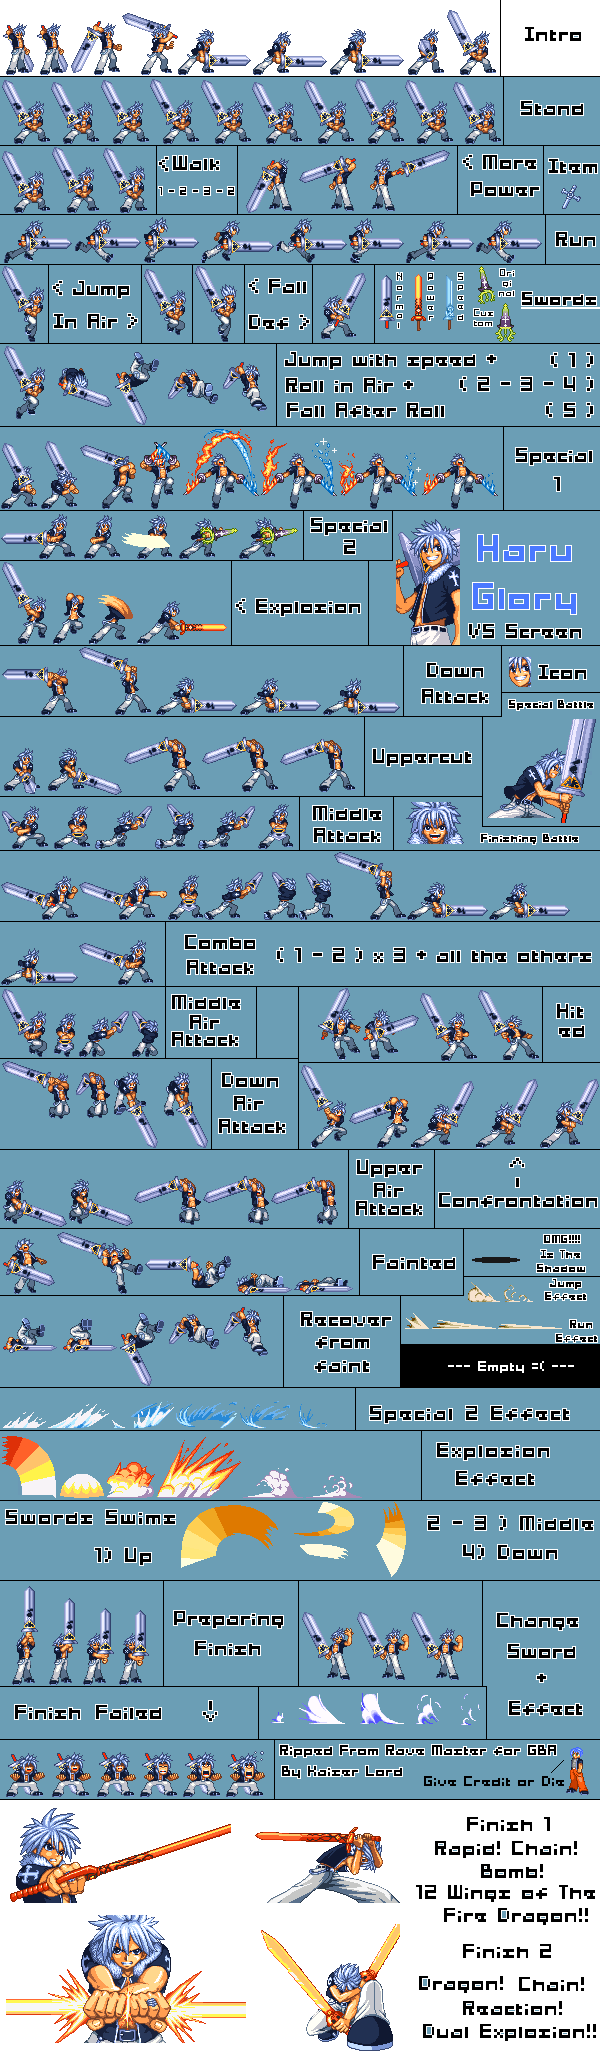 Intro
Stand
< Walk
1 - 2 - 3 - 2
< More
Power
Item
Run
< Jump
In Air >
< Fall
Def >
Normal
Power
Speed
Original
Custom
Swords
Jump with speed + ( 1 )
Roll in Air + ( 2 - 3 - 4 )
Fall After Roll ( 5 )
Special
1
Special
2
Haru
Glory
VS Screen
< Explosion
Down
Attack
Icon
Special Battle
Uppercut
Middle
Attack
Finishing Battle
Combo
Attack
( 1 - 2 ) x 3 + all the others
Middle
Air
Attack
Hit
ed
Down
Air
Attack
Upper
Air
Attack
^
|
Confrontation
Fainted
OMG!!!!
Is The
Shadow
Jump
Effect
Recover
from
faint
Run
Effect
--- Empty =( ---
Special 2 Effect
Explosion
Effect
Swords Swims
1) Up
2 - 3 ) Middle
4) Down
Preparing
Finish
Change
Sword
+
Effect
Finish Failed
Ripped From Rave Master for GBA
By Kaiser Lord
Give Credit or Die
Finish 1
Rapid! Chain!
Bomb!
12 Wings of The
Fire Dragon!!
Finish 2
Dragon! Chain!
Reaction!
Dual Explosion!!